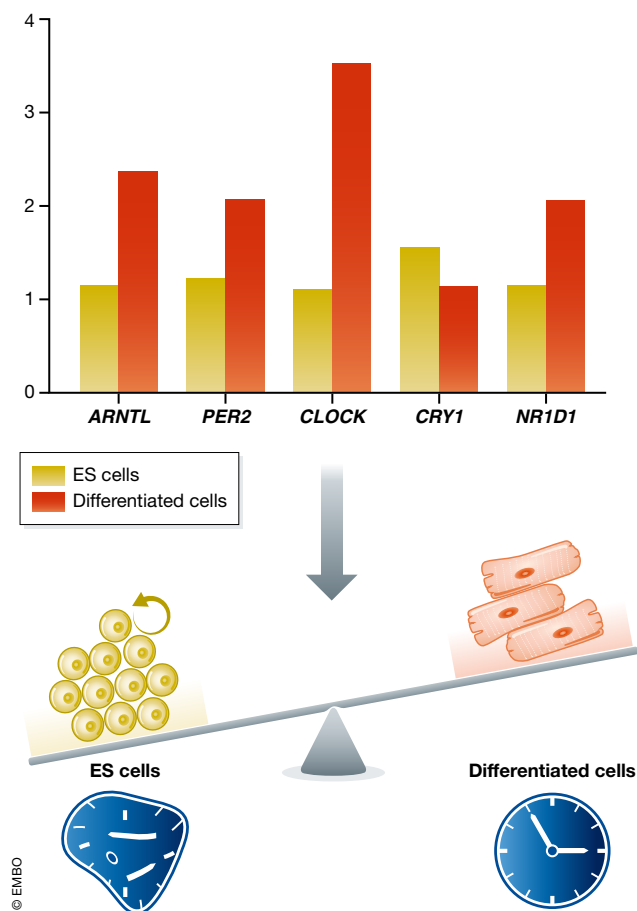 4
3
2
1
0
ARNTL PER2 CLOCK CRY1 NR1D1
ES cells
Differentiated cells
ES cells
Differentiated cells
© EMBO